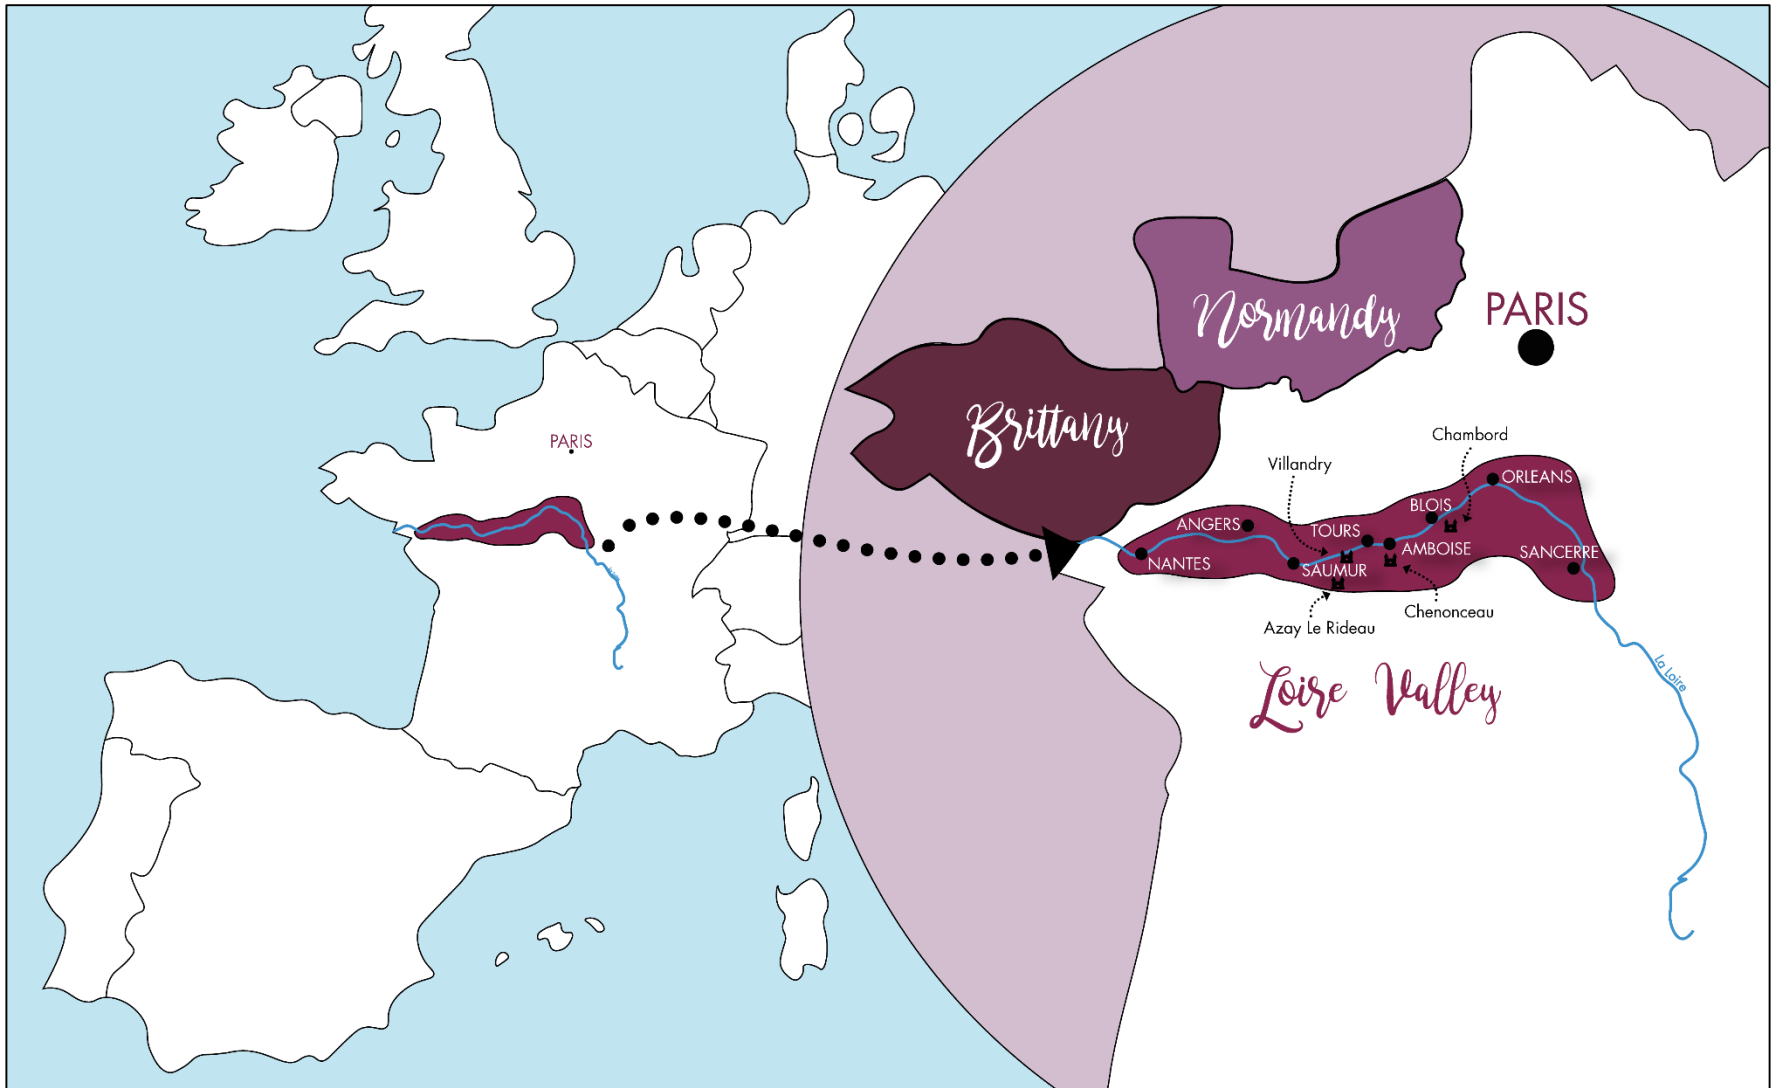 PARIS
Normandy
PARIS
Brittany
Chambord
Villandry
ORLEANS
BLOIS
ANGERS
TOURS
AMBOISE
SANCERRE
NANTES
SAUMUR
Chenonceau
Azay Le Rideau
La Loire
Loire Valley